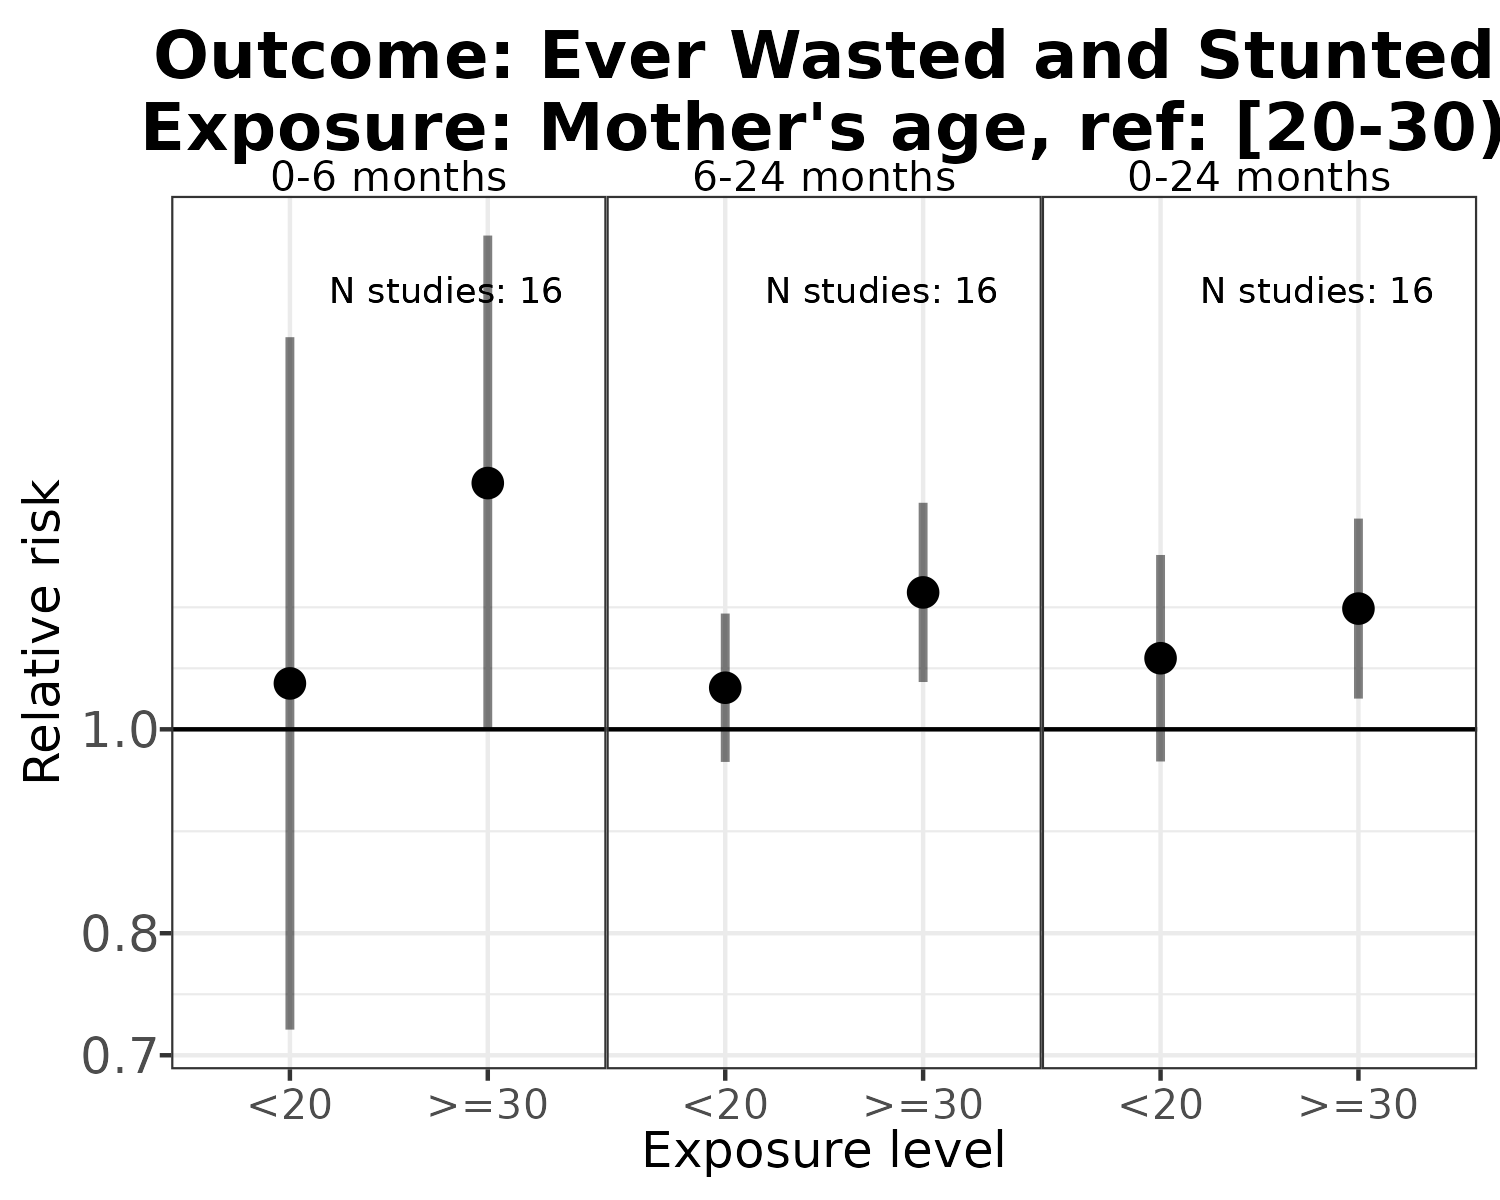 Outcome: Ever Wasted and Stunted
Exposure: Mother's age, ref: [20-30)
0-6 months
6-24 months
0-24 months
N studies: 16
N studies: 16
N studies: 16
Relative risk
1.0
0.8
0.7
<20
>=30
<20
>=30
<20
>=30
Exposure level